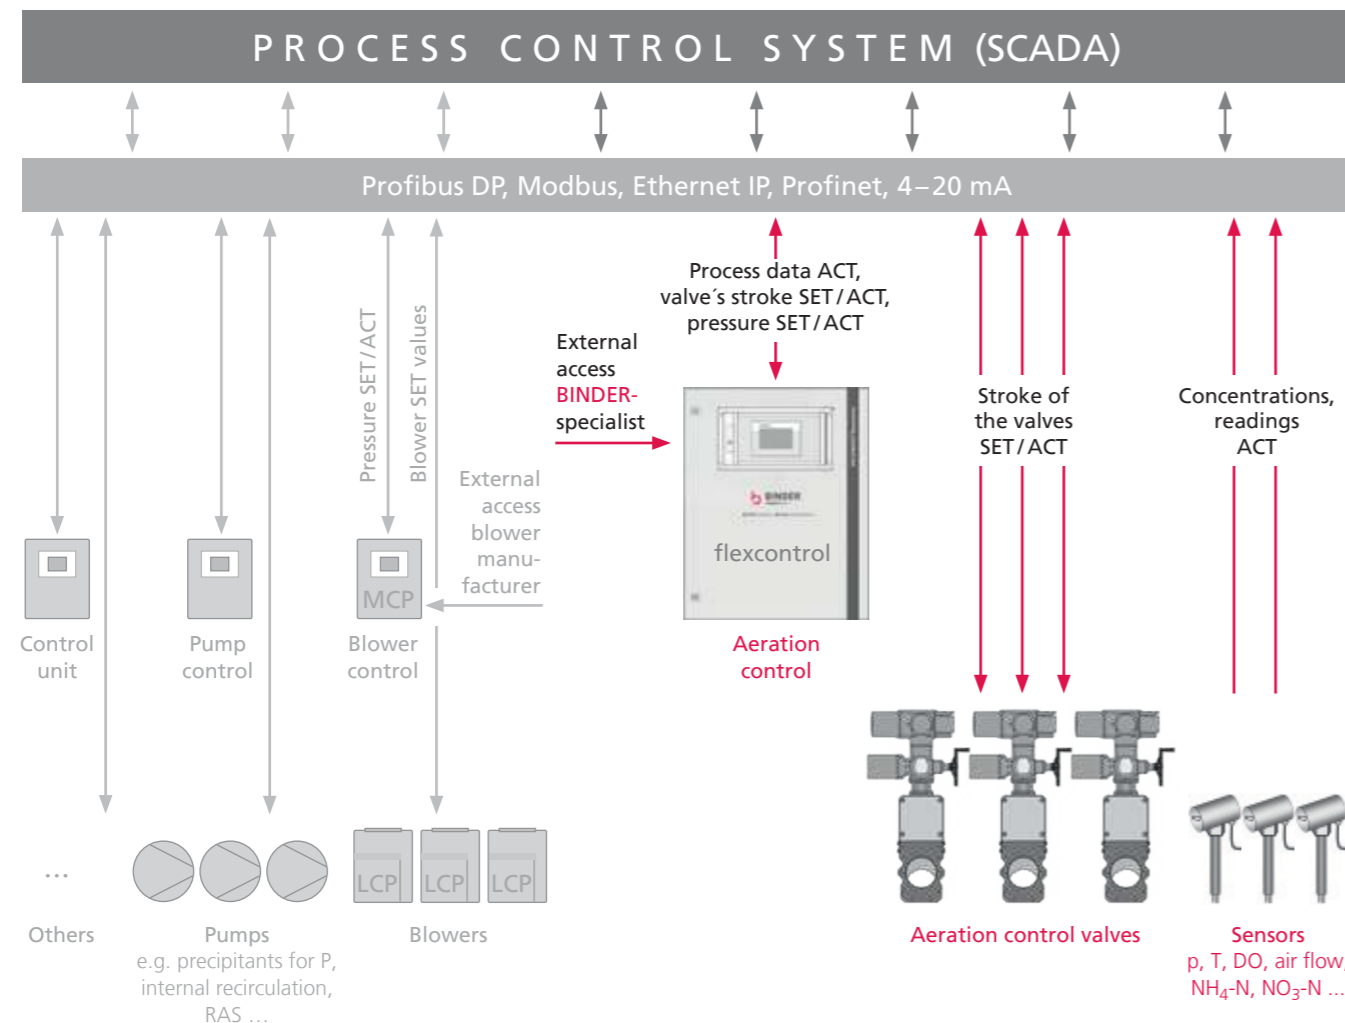 PROCESS CONTROL SYSTEM (SCADA)
Profibus DP, Modbus, Ethernet IP, Profinet, 4–20 mA
Pressure SET/ACT
Blower SET values
Process data ACT,
valve´s stroke SET/ACT,
pressure SET/ACT
External
access
BINDER-
specialist
Stroke of
the valves
SET/ACT
Concentrations,
readings
ACT
External
access
blower
manu-
facturer
BINDER
flexcontrol
MCP
Control
unit
Pump
control
Blower
control
Aeration
control
...
LCP
LCP
LCP
Others
Pumps
e.g. precipitants for P,
internal recirculation,
RAS ...
Blowers
Aeration control valves
Sensors
p, T, DO, air flow,
NH4-N, NO3-N ...